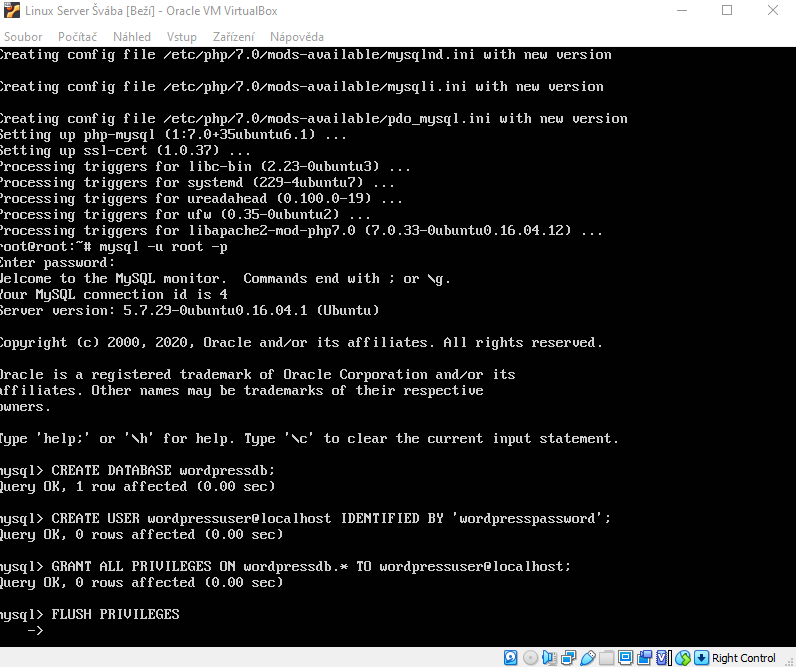 Linux Server Švába [Beží] - Oracle VM VirtualBox
Soubor Počítač Náhled Vstup Zařízení Nápověda
Creating config file /etc/php/7.0/mods-available/mysqlnd.ini with new version
Creating config file /etc/php/7.0/mods-available/mysqli.ini with new version
Creating config file /etc/php/7.0/mods-available/pdo_mysql.ini with new version
Setting up php-mysql (1:7.0+35ubuntu6.1) ...
Setting up ssl-cert (1.0.37) ...
Processing triggers for libc-bin (2.23-0ubuntu3) ...
Processing triggers for systemd (229-4ubuntu7) ...
Processing triggers for ureadahead (0.100.0-19) ...
Processing triggers for ufw (0.35-0ubuntu2) ...
Processing triggers for libapache2-mod-php7.0 (7.0.33-0ubuntu0.16.04.12) ...
root@root:~# mysql -u root -p
Enter password:
Welcome to the MySQL monitor.  Commands end with ; or \g.
Your MySQL connection id is 4
Server version: 5.7.29-0ubuntu0.16.04.1 (Ubuntu)
Copyright (c) 2000, 2020, Oracle and/or its affiliates. All rights reserved.
Oracle is a registered trademark of Oracle Corporation and/or its
affiliates. Other names may be trademarks of their respective
owners.
Type 'help;' or '\h' for help. Type '\c' to clear the current input statement.
mysql> CREATE DATABASE wordpressdb;
Query OK, 1 row affected (0.00 sec)
mysql> CREATE USER wordpressuser@localhost IDENTIFIED BY 'wordpresspassword';
Query OK, 0 rows affected (0.00 sec)
mysql> GRANT ALL PRIVILEGES ON wordpressdb.* TO wordpressuser@localhost;
Query OK, 0 rows affected (0.00 sec)
mysql> FLUSH PRIVILEGES
    ->
Right Control